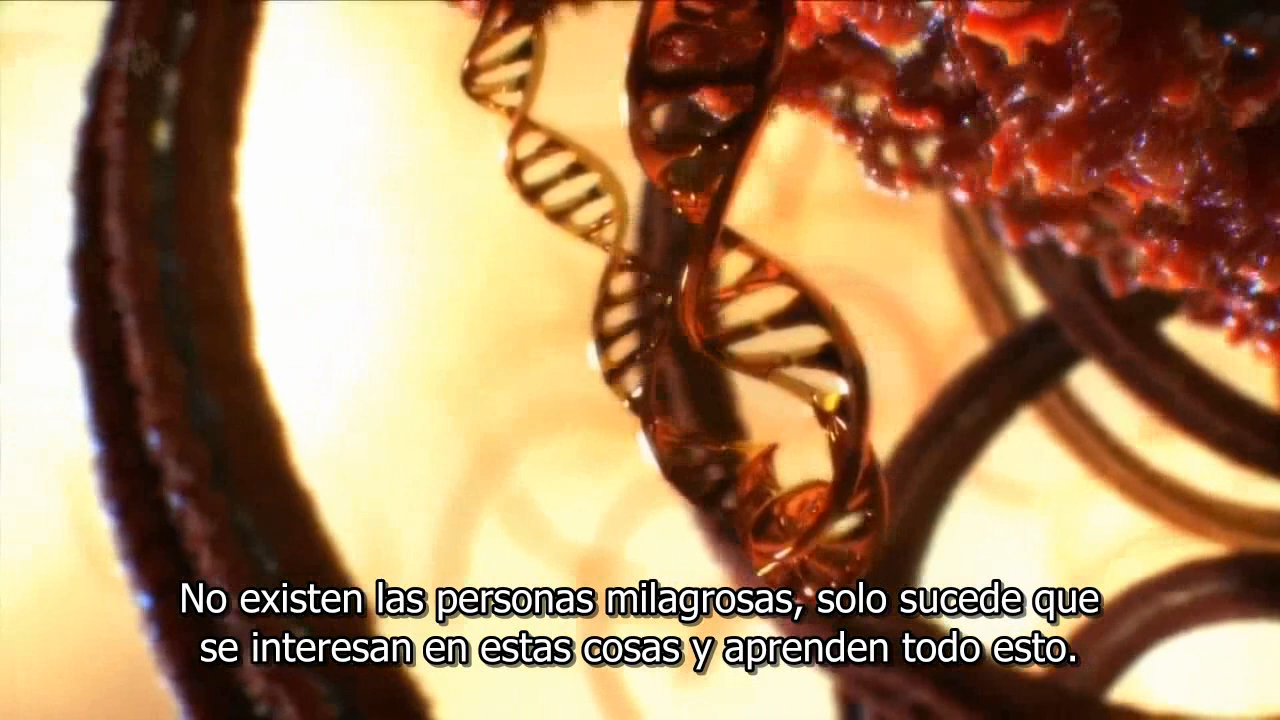 No existen las personas milagrosas, solo sucede que
se interesan en estas cosas y aprenden todo esto.